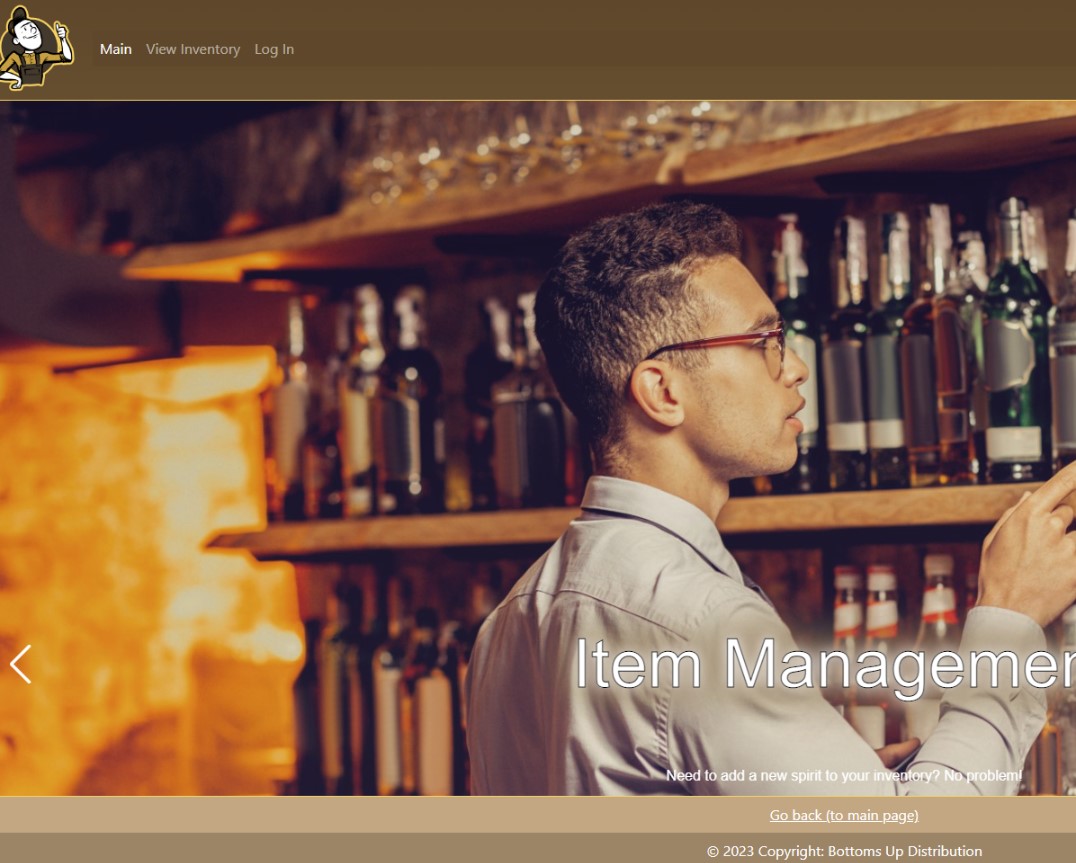 Main View Inventory Log In
Item Managemen
Need to add a new spirit to your inventory? No problem!
Go back (to main page)
© 2023 Copyright: Bottoms Up Distribution